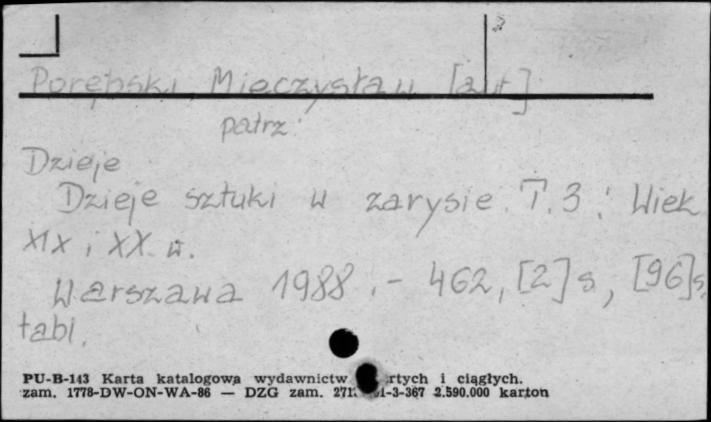 Porębski Mieczysław [aut]
patrz:
Dzieje
Dzieje sztuki w zarysie. T. 3: Wiek
XIX i XX w.
Warszawa 1988. - 462, [2] s, [96] s.
tabl.
PU-B-143 Karta katalogowa wydawnictw rtych i ciągłych.
zam. 1778-DW-ON-WA-86 — DZG zam. 1-3-367 2.590.000 karton